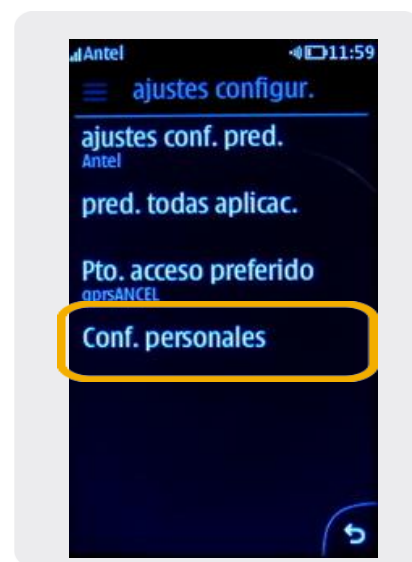 Antel 11:59
ajustes configur.
ajustes conf. pred.
Antel
pred. todas aplicac.
Pto. acceso preferido
gprsANCEL
Conf. personales